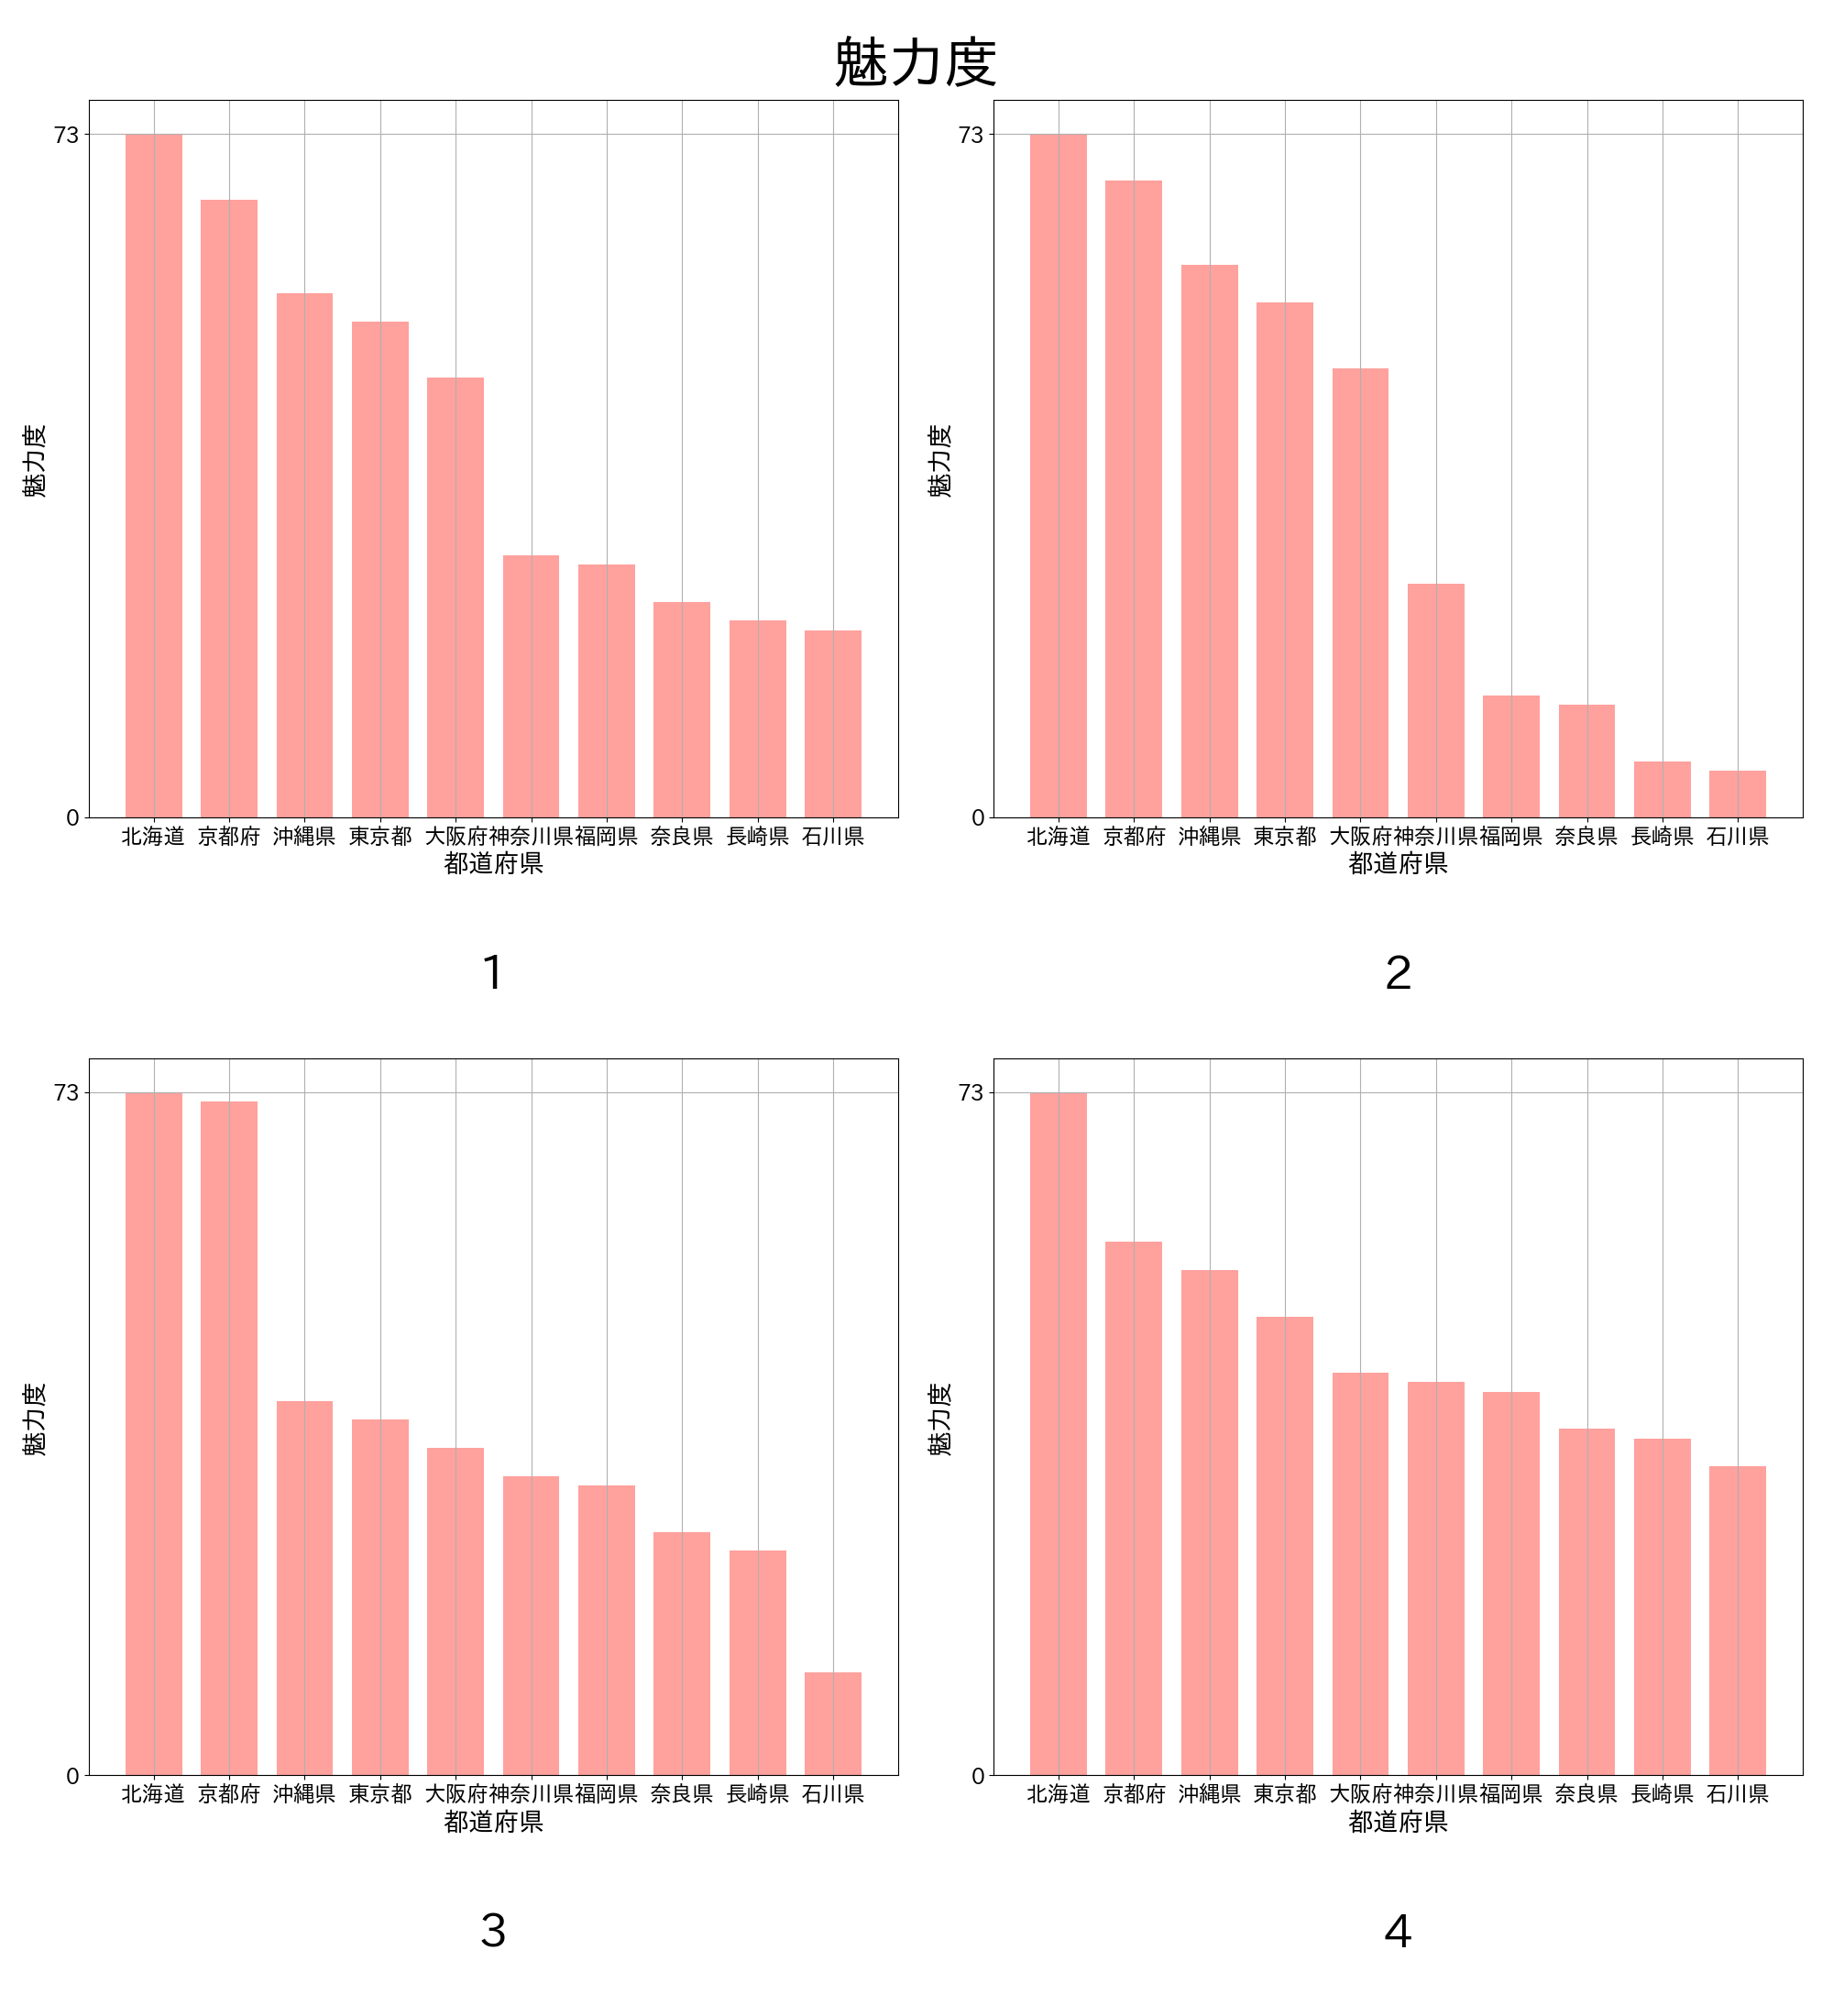 魅力度
73
0
魅力度
北海道 京都府 沖縄県 東京都 大阪府 神奈川県 福岡県 奈良県 長崎県 石川県
都道府県
1
73
0
魅力度
北海道 京都府 沖縄県 東京都 大阪府 神奈川県 福岡県 奈良県 長崎県 石川県
都道府県
2
73
0
魅力度
北海道 京都府 沖縄県 東京都 大阪府 神奈川県 福岡県 奈良県 長崎県 石川県
都道府県
3
73
0
魅力度
北海道 京都府 沖縄県 東京都 大阪府 神奈川県 福岡県 奈良県 長崎県 石川県
都道府県
4